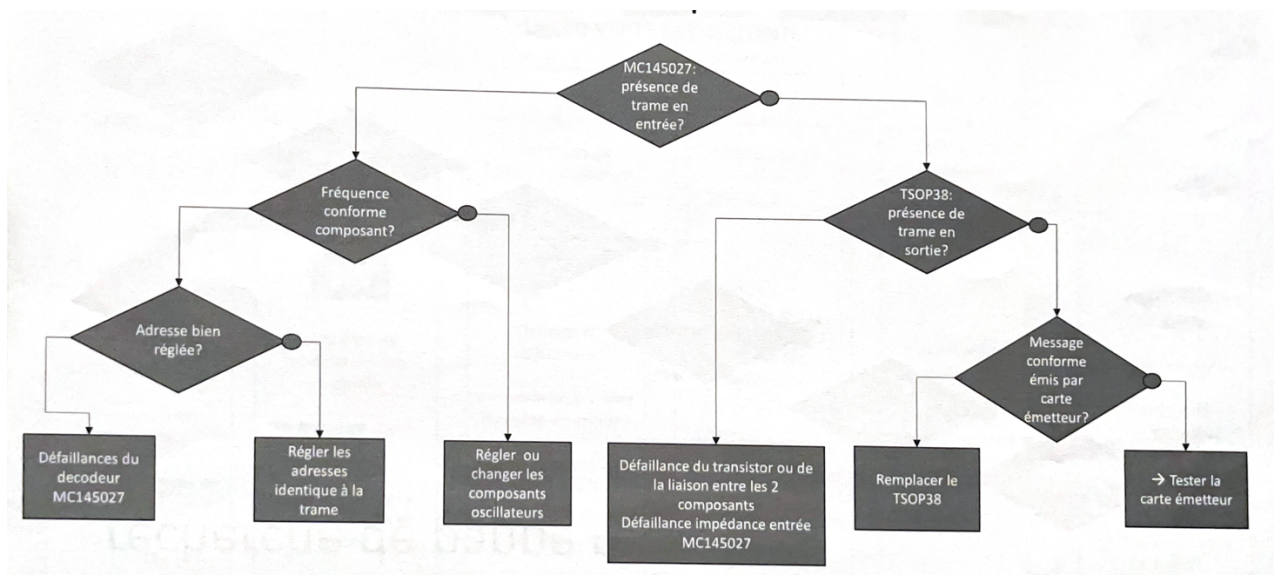 MC145027:
présence de
trame en
entrée?
Fréquence
conforme
composant?
TSOP38:
présence de
trame en
sortie?
Adresse bien
réglée?
Message
conforme
émis par
carte
émetteur?
Défaillances du
decodeur
MC145027
Régler les
adresses
identique à la
trame
Régler ou
changer les
composants
oscillateurs
Défaillance du transistor ou de
la liaison entre les 2
composants
Défaillance impédance entrée
MC145027
Remplacer le
TSOP38
→ Tester la
carte émetteur